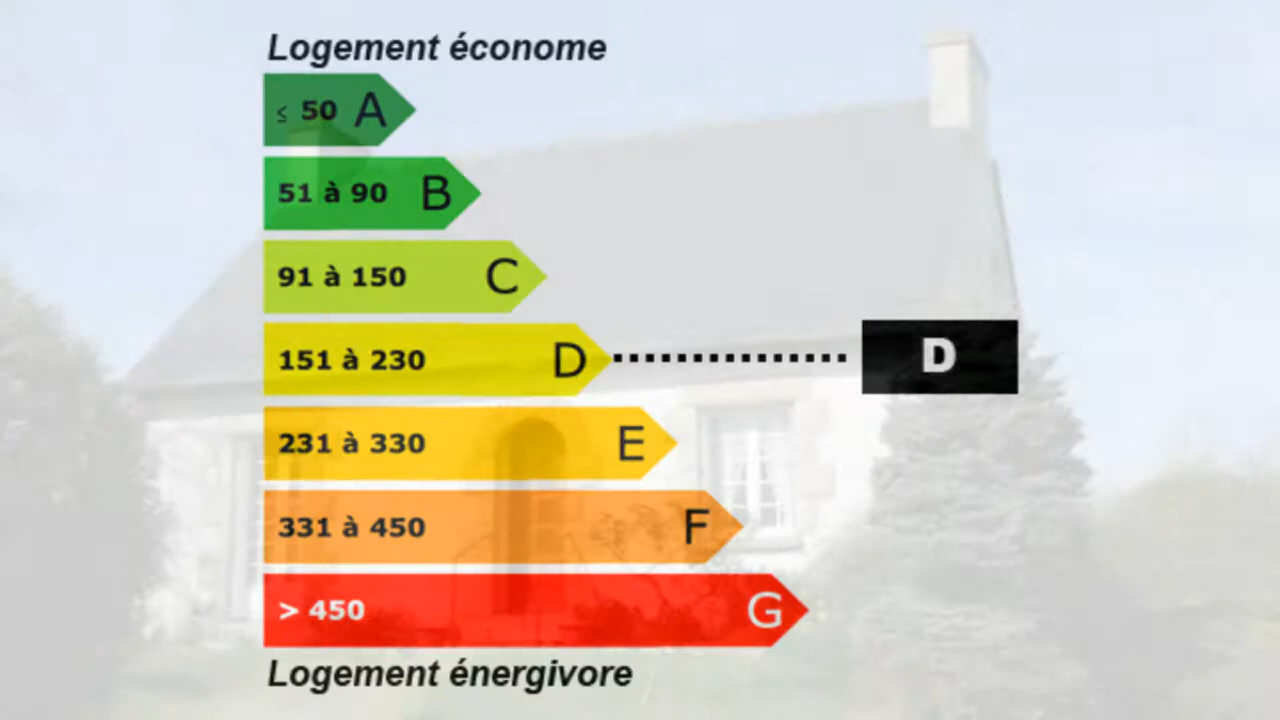 Logement économe
≤ 50 A
51 à 90 B
91 à 150 C
151 à 230 D
D
231 à 330 E
331 à 450 F
> 450 G
Logement énergivore